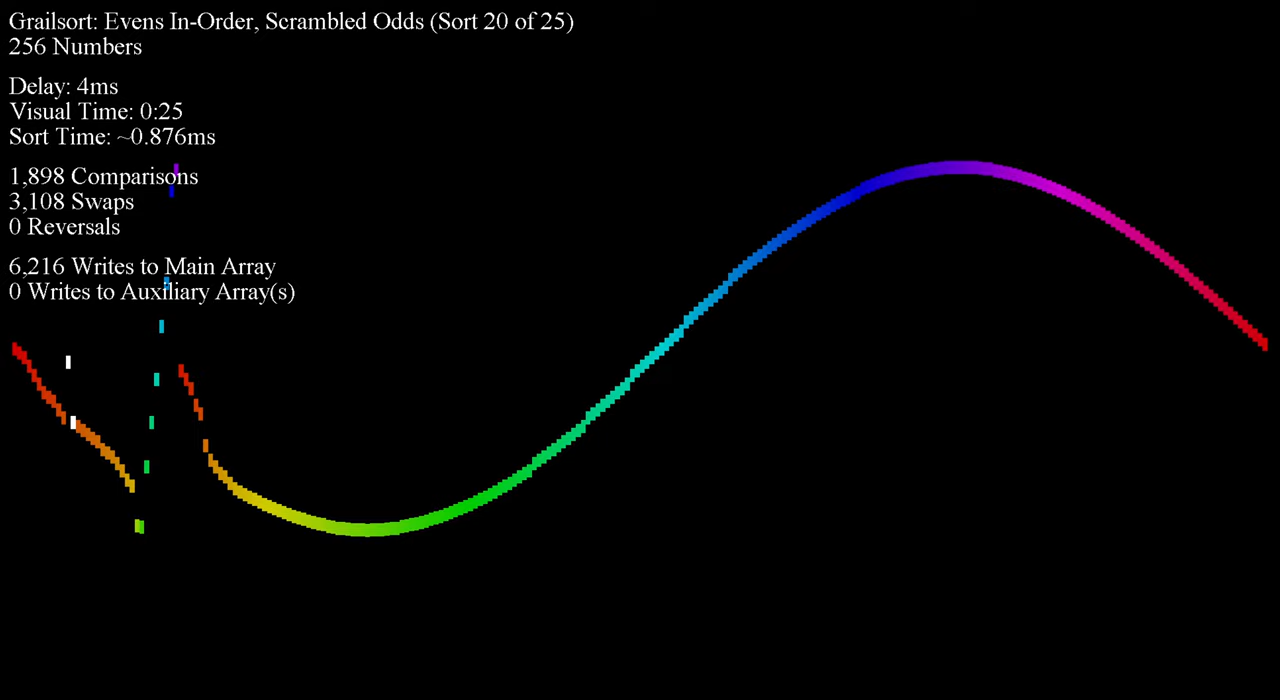 Grailsort: Evens In-Order, Scrambled Odds (Sort 20 of 25)
256 Numbers
Delay: 4ms
Visual Time: 0:25
Sort Time: ~0.876ms
1,898 Comparisons
3,108 Swaps
0 Reversals
6,216 Writes to Main Array
0 Writes to Auxiliary Array(s)